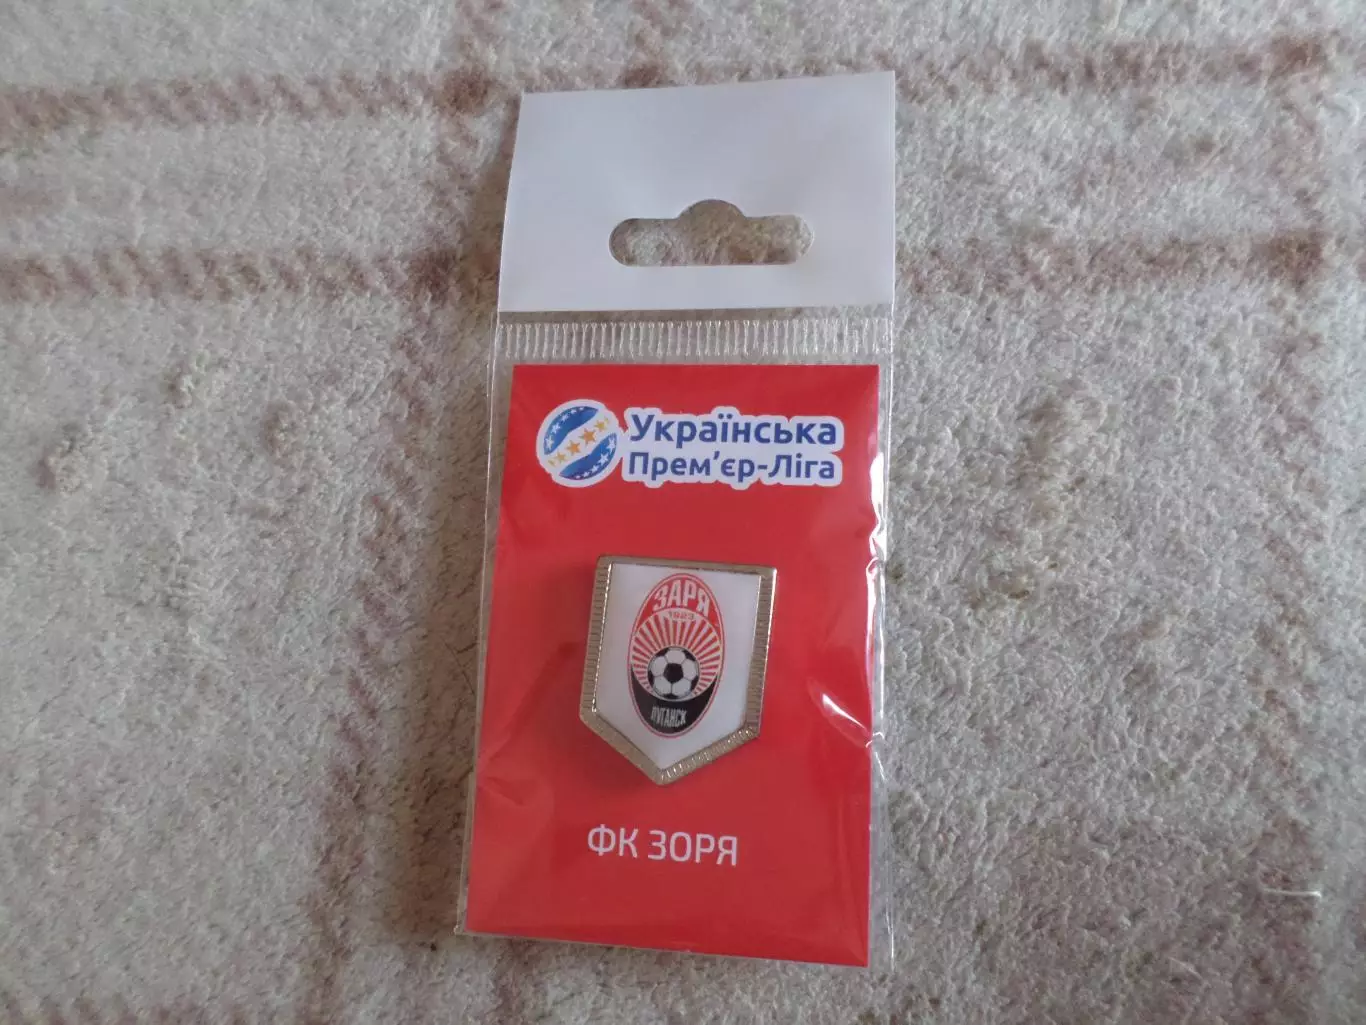 Українська
Прем'єр-Ліга
ЗАРЯ
1923
ЛУГАНСК
ФК ЗОРЯ